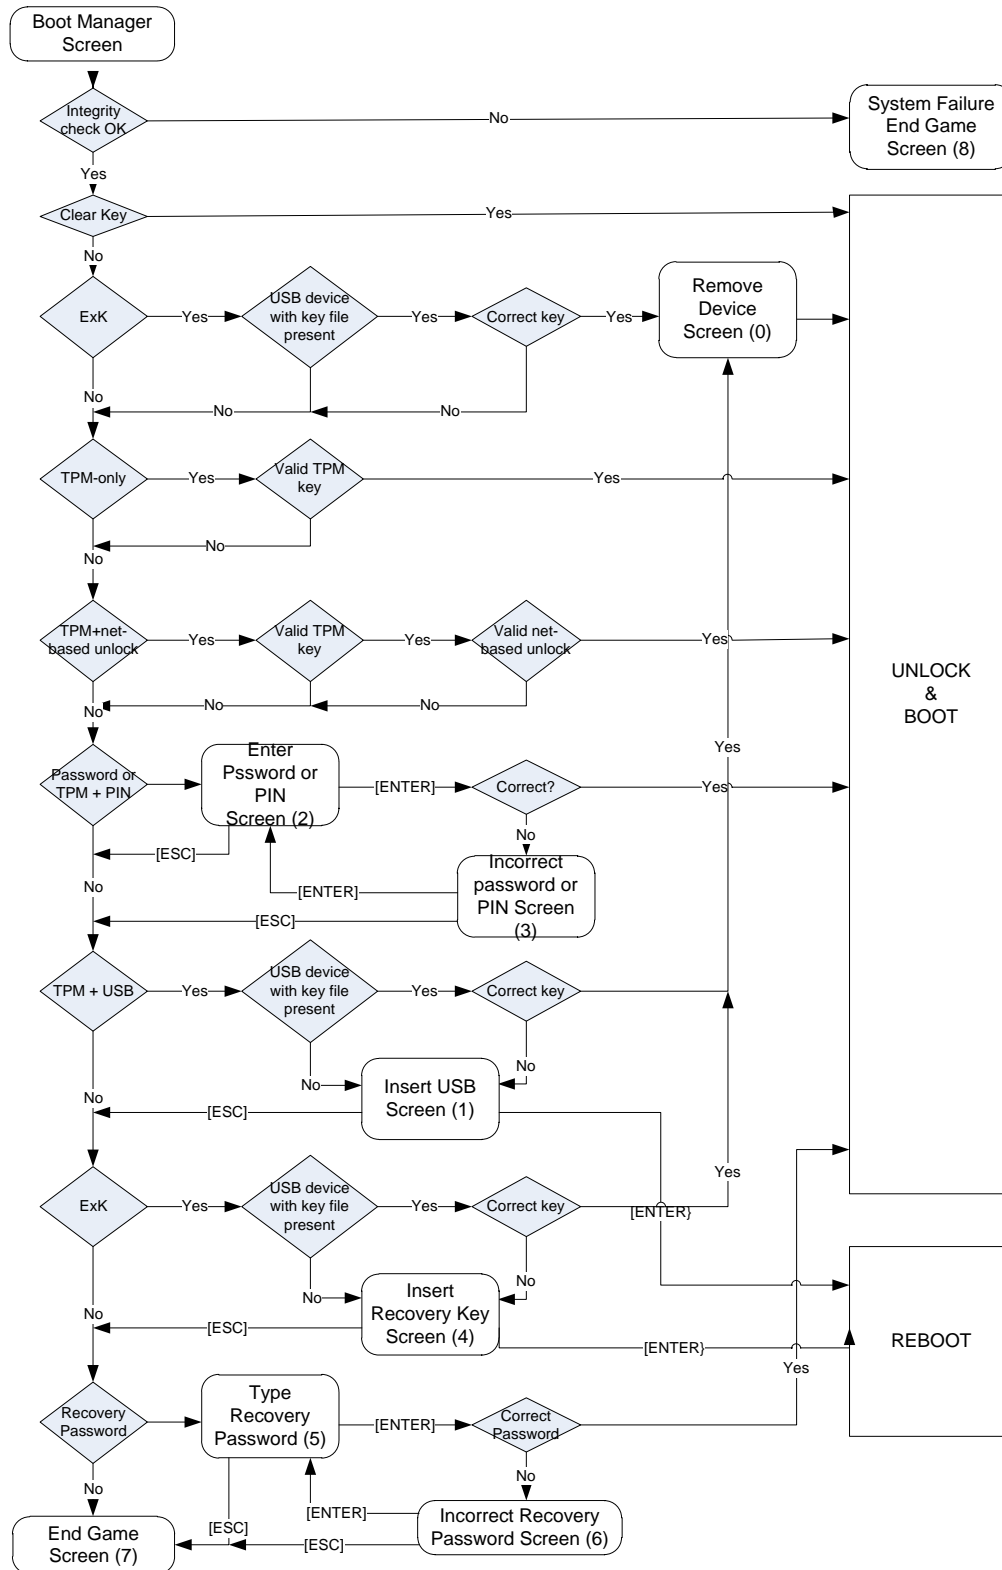 Boot Manager
Screen
Integrity
check OK
No
System Failure
End Game
Screen (8)
Yes
Clear Key
Yes
No
ExK
Yes
USB device
with key file
present
Yes
Correct key
Yes
Remove
Device
Screen (0)
No
No
No
TPM-only
Yes
Valid TPM
key
Yes
No
No
TPM+net-
based unlock
Yes
Valid TPM
key
Yes
Valid net-
based unlock
Yes
UNLOCK
&
BOOT
No
No
No
Password or
TPM + PIN
Enter
Pssword or
PIN
Screen (2)
[ENTER]
Correct?
Yes
Yes
No
[ESC]
Incorrect
password or
PIN Screen
(3)
[ENTER]
No
[ESC]
TPM + USB
Yes
USB device
with key file
present
Yes
Correct key
No
No
Insert USB
Screen (1)
No
[ESC]
ExK
Yes
USB device
with key file
present
Yes
Correct key
Yes
[ENTER}
No
No
Insert
Recovery Key
Screen (4)
No
[ESC]
[ENTER}
REBOOT
Yes
Recovery
Password
Type
Recovery
Password (5)
[ENTER]
Correct
Password
No
No
[ENTER]
Incorrect Recovery
Password Screen (6)
[ESC]
[ESC]
End Game
Screen (7)